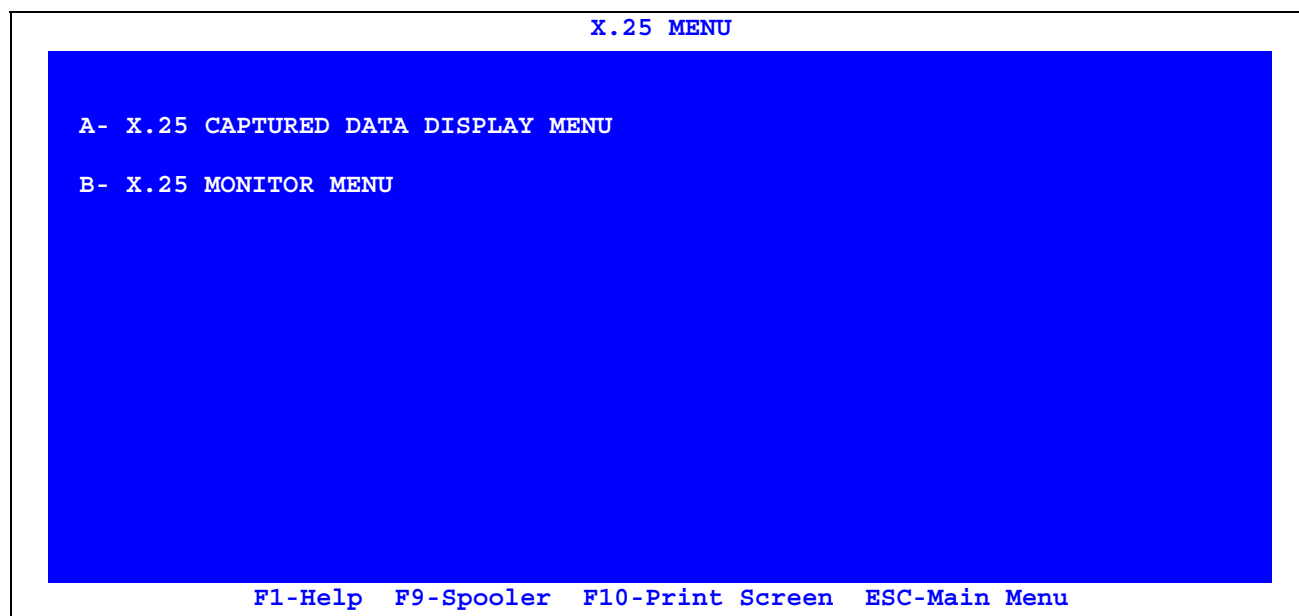 X.25 MENU
A- X.25 CAPTURED DATA DISPLAY MENU
B- X.25 MONITOR MENU
F1-Help F9-Spooler F10-Print Screen ESC-Main Menu